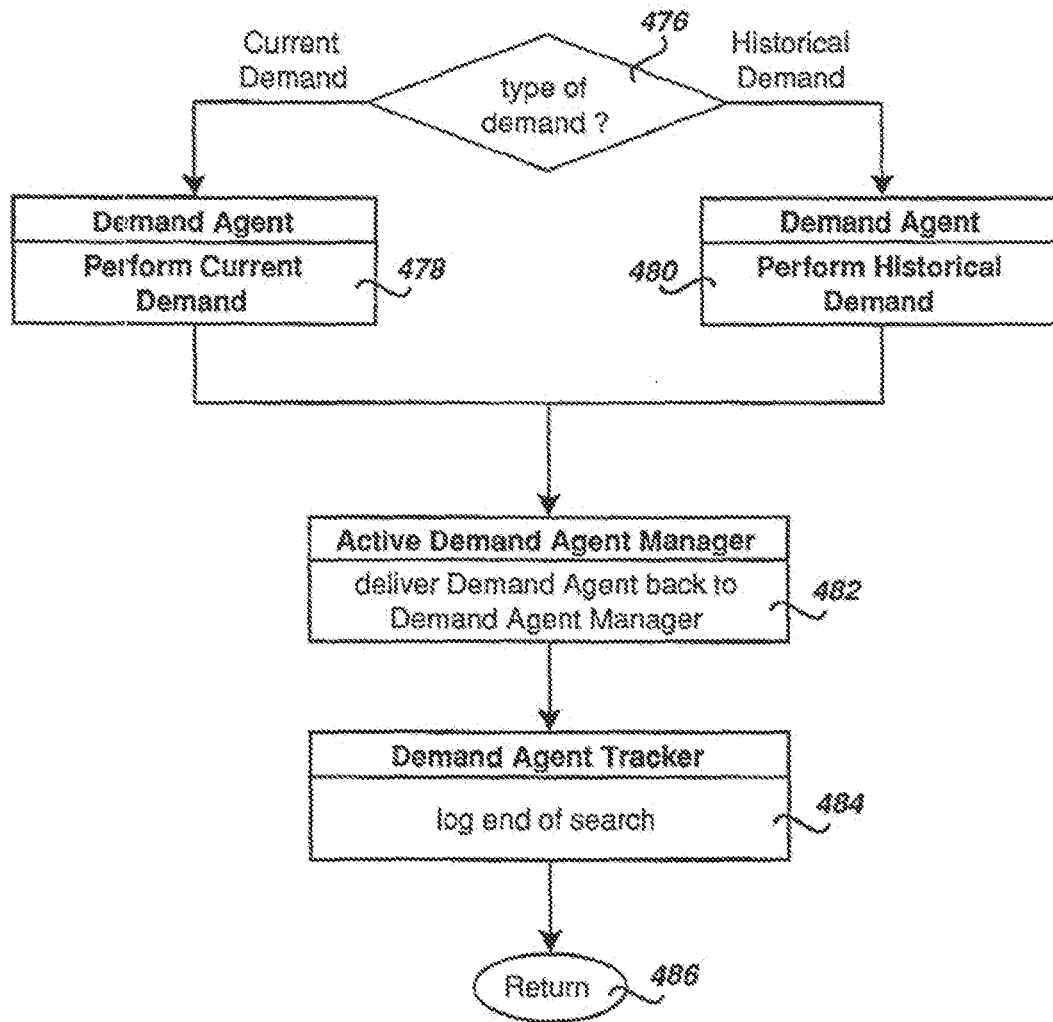 476
Current
Demand
Historical
Demand
type of
demand ?
Demand Agent
Perform Current
Demand
478
Demand Agent
Perform Historical
Demand
480
Active Demand Agent Manager
deliver Demand Agent back to
Demand Agent Manager
482
Demand Agent Tracker
log end of search
484
Return
486